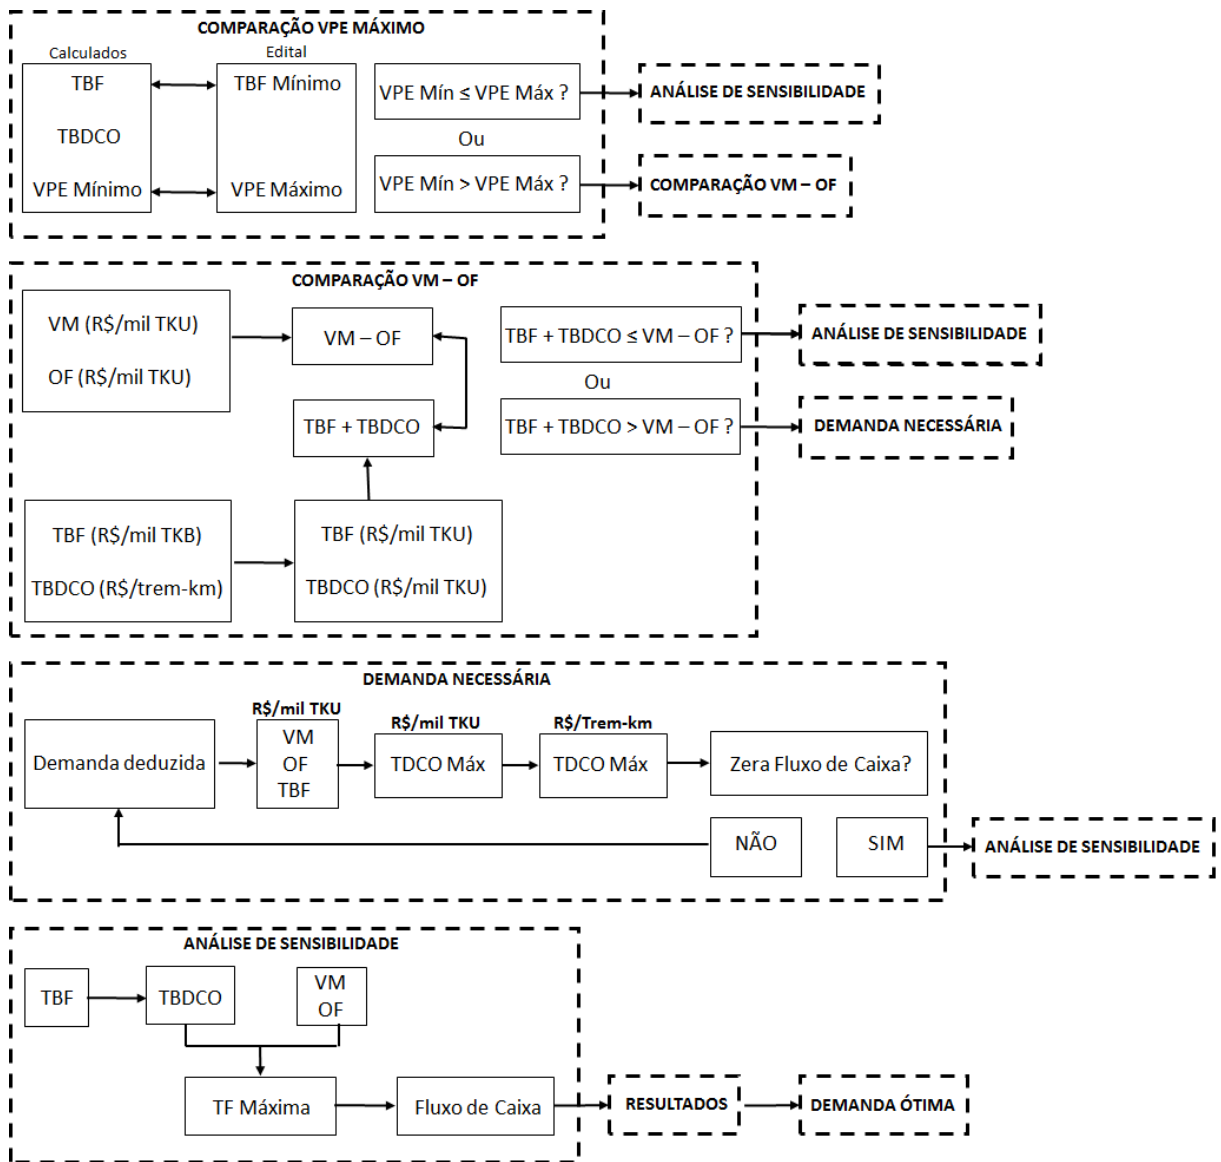 COMPARAÇÃO VPE MÁXIMO
Calculados
Edital
TBF
TBDCO
VPE Mínimo
TBF Mínimo
VPE Máximo
VPE Mín ≤ VPE Máx ?
Ou
VPE Mín > VPE Máx ?
ANÁLISE DE SENSIBILIDADE
COMPARAÇÃO VM – OF
COMPARAÇÃO VM – OF
VM (R$/mil TKU)
OF (R$/mil TKU)
VM – OF
TBF + TBDCO
TBF (R$/mil TKB)
TBDCO (R$/trem-km)
TBF (R$/mil TKU)
TBDCO (R$/mil TKU)
TBF + TBDCO ≤ VM – OF ?
Ou
TBF + TBDCO > VM – OF ?
ANÁLISE DE SENSIBILIDADE
DEMANDA NECESSÁRIA
DEMANDA NECESSÁRIA
Demanda deduzida
R$/mil TKU
VM
OF
TBF
R$/mil TKU
TDCO Máx
R$/Trem-km
TDCO Máx
Zera Fluxo de Caixa?
NÃO
SIM
ANÁLISE DE SENSIBILIDADE
ANÁLISE DE SENSIBILIDADE
TBF
TBDCO
VM
OF
TF Máxima
Fluxo de Caixa
RESULTADOS
DEMANDA ÓTIMA